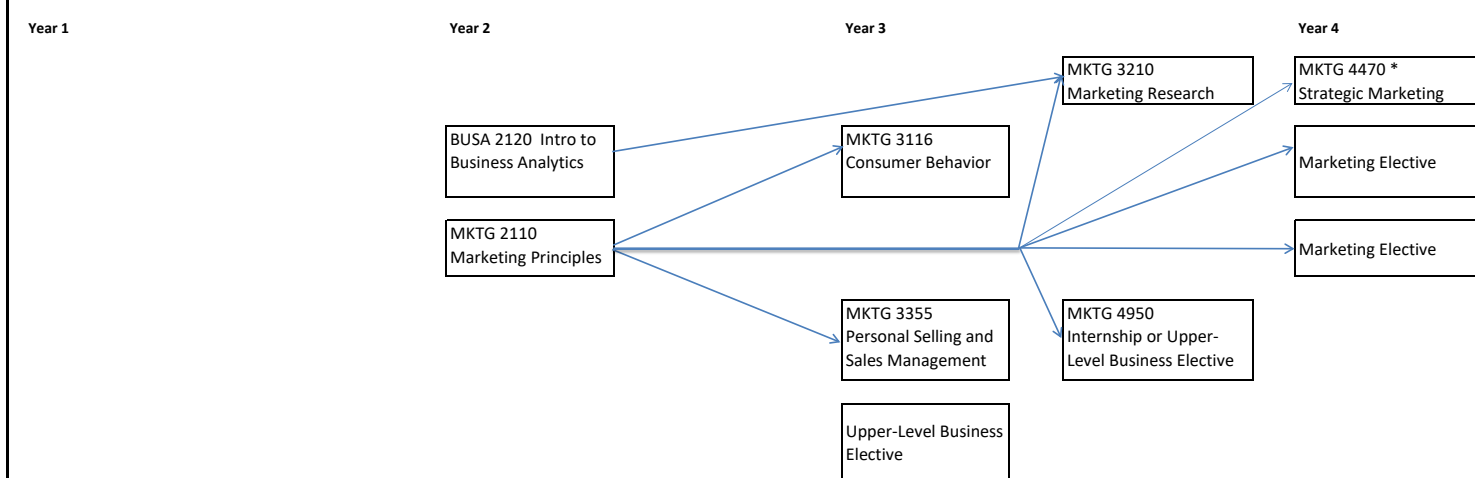 Year 1
Year 2
Year 3
Year 4
MKTG 3210
Marketing Research
MKTG 4470 *
Strategic Marketing
BUSA 2120  Intro to
Business Analytics
MKTG 3116
Consumer Behavior
Marketing Elective
MKTG 2110
Marketing Principles
Marketing Elective
MKTG 3355
Personal Selling and
Sales Management
MKTG 4950
Internship or Upper-
Level Business Elective
Upper-Level Business
Elective